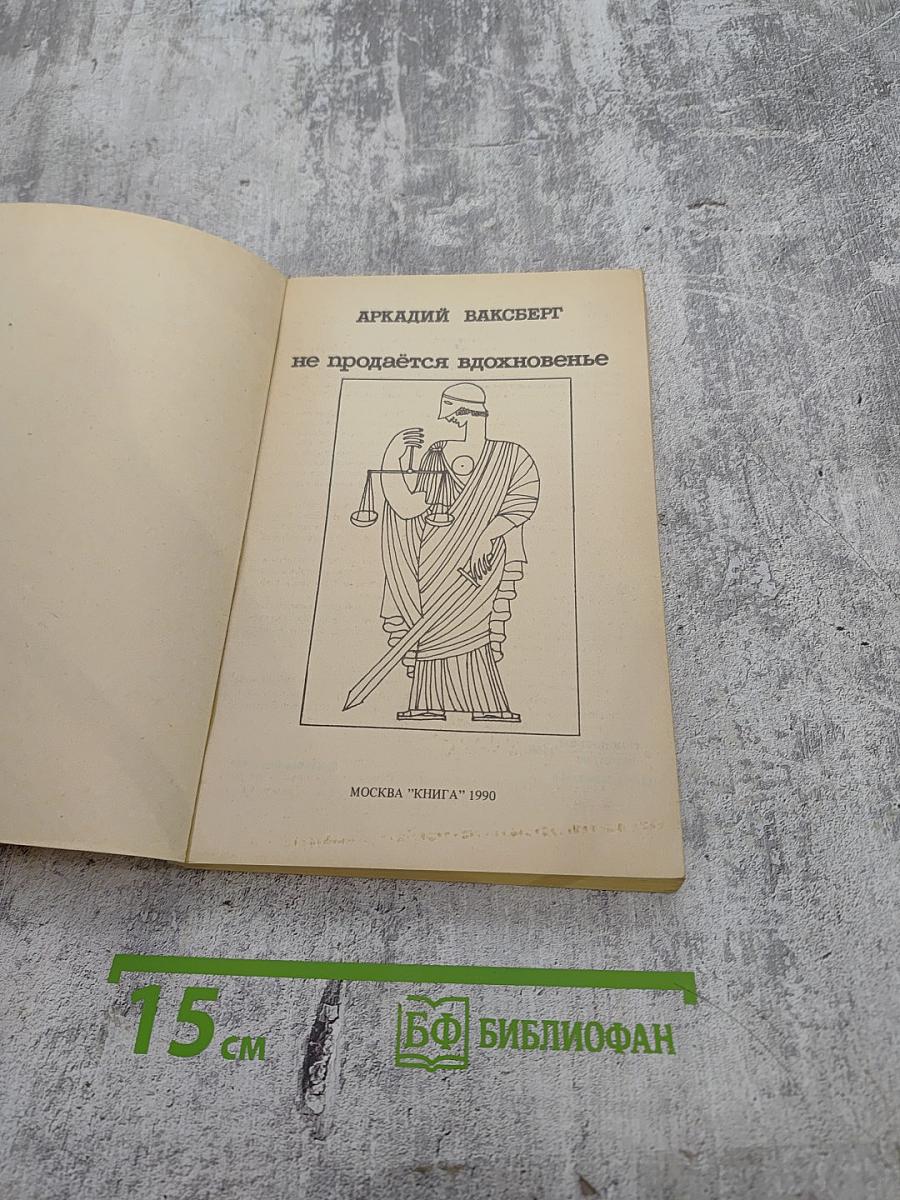 АРКАДИЙ ВАКСБЕРГ
не продаётся вдохновенье
МОСКВА "КНИГА" 1990
15 см
БФ БИБЛИОФАН